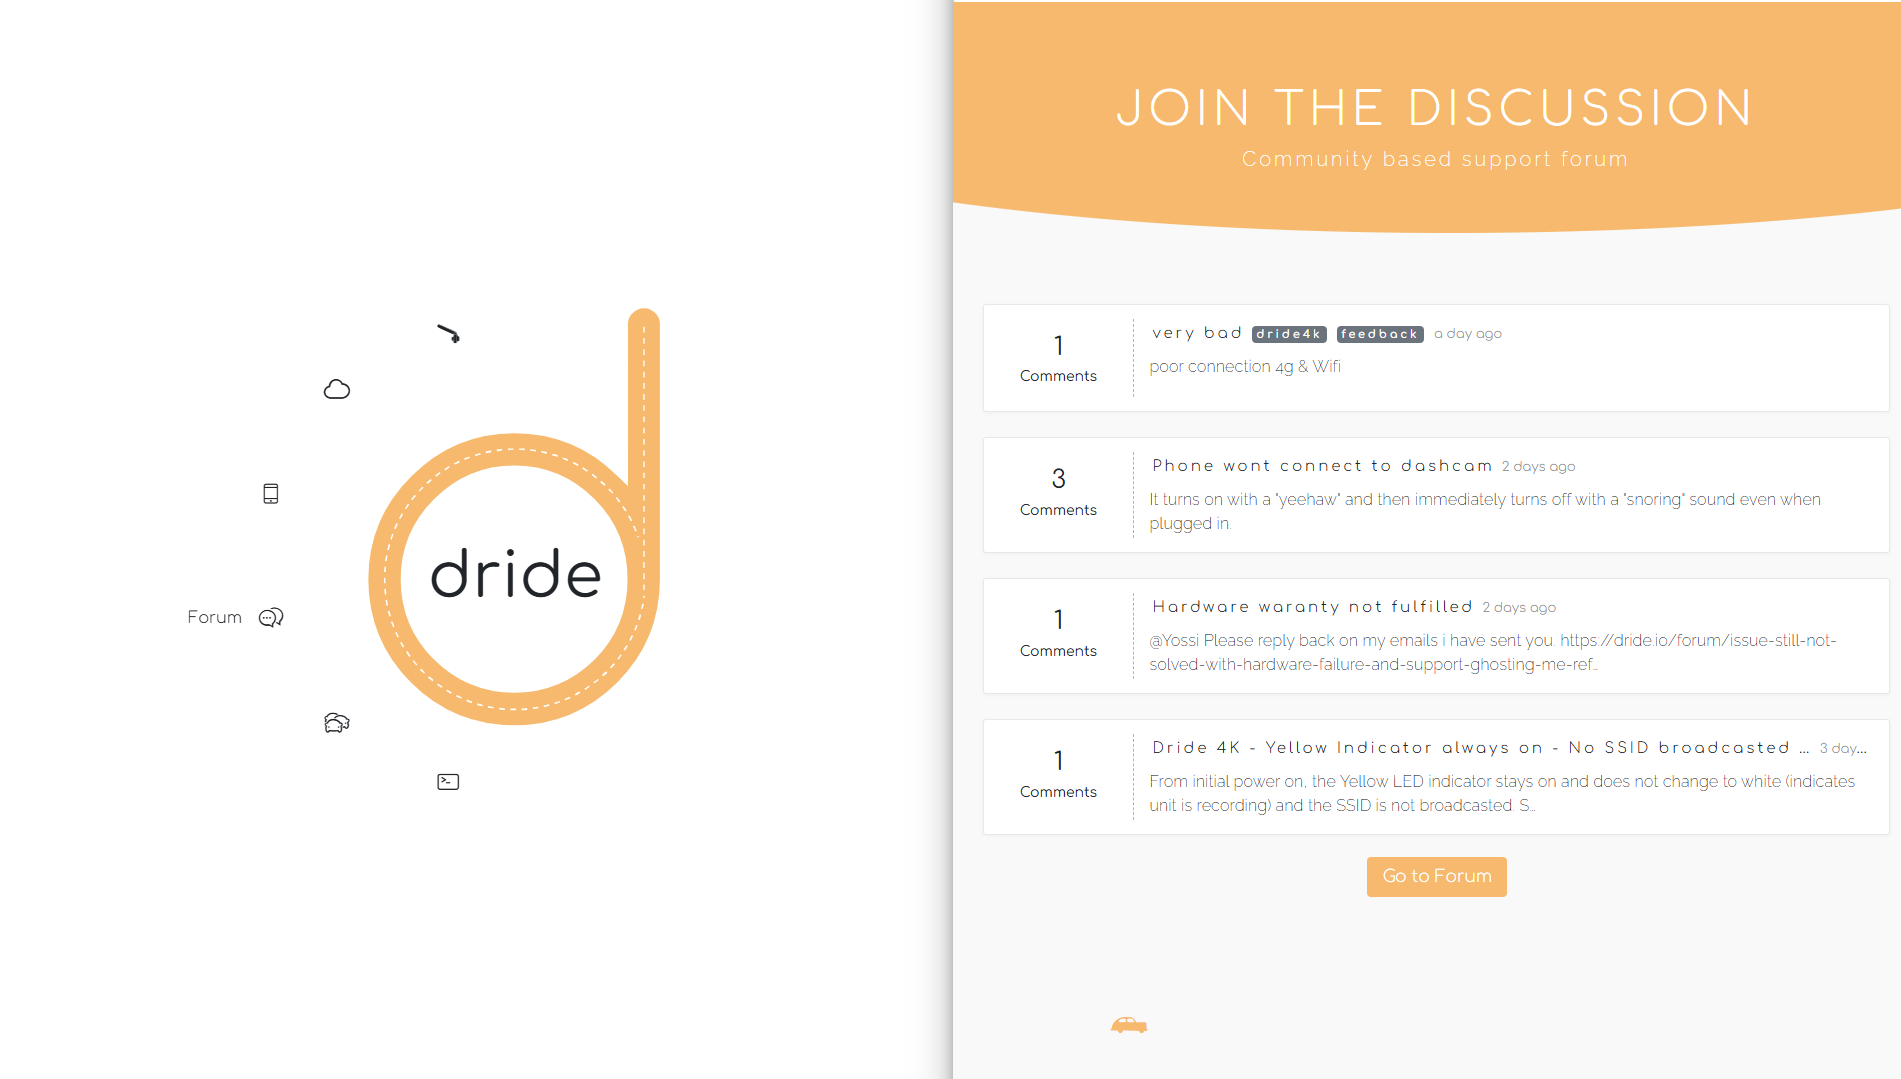 dride
Forum
JOIN THE DISCUSSION
Community based support forum
1
Comments
very bad dride4k feedback a day ago
poor connection 4g & Wifi
3
Comments
Phone wont connect to dashcam 2 days ago
It turns on with a "yeehaw" and then immediately turns off with a "snoring" sound even when
plugged in.
1
Comments
Hardware waranty not fulfilled 2 days ago
@Yossi Please reply back on my emails i have sent you. https://dride.io/forum/issue-still-not-
solved-with-hardware-failure-and-support-ghosting-me-ref...
1
Comments
Dride 4K - Yellow Indicator always on - No SSID broadcasted ... 3 day...
From initial power on, the Yellow LED indicator stays on and does not change to white (indicates
unit is recording) and the SSID is not broadcasted. S...
Go to Forum